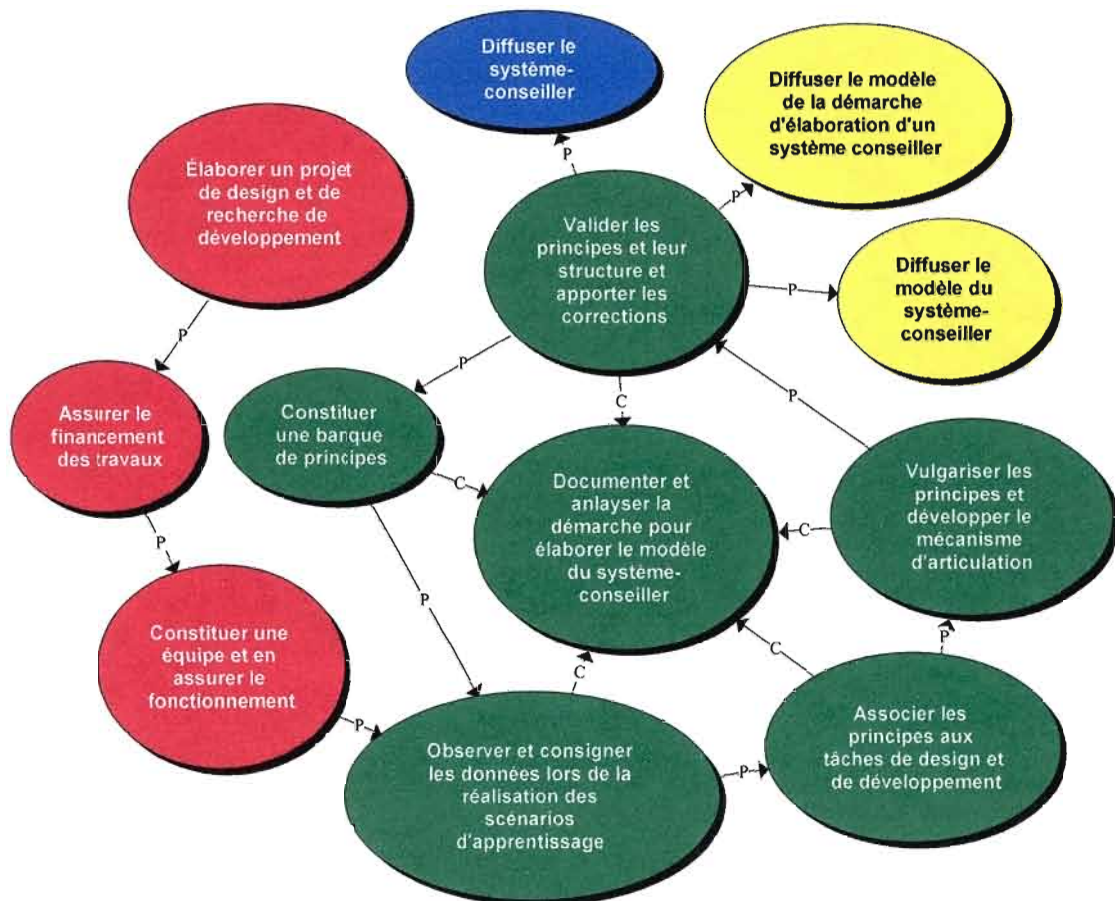 Diffuser le
système-
conseiller
Diffuser le modèle
de la démarche
d'élaboration d'un
système conseiller
Élaborer un projet
de design et de
recherche de
développement
P
P
Valider les
principes et leur
structure et
apporter les
corrections
Diffuser le
modèle du
système-
conseiller
P
P
P
P
C
Assurer le
financement
des travaux
Constituer
une banque
de principes
C
Documenter et
anlayser la
démarche pour
élaborer le modèle
du système-
conseiller
Vulgariser les
principes et
développer le
mécanisme
d'articulation
C
P
P
Constituer une
équipe et en
assurer le
fonctionnement
C
C
P
P
Observer et consigner
les données lors de la
réalisation des
scénarios
d'apprentissage
P
Associer les
principes aux
tâches de design et
de développement